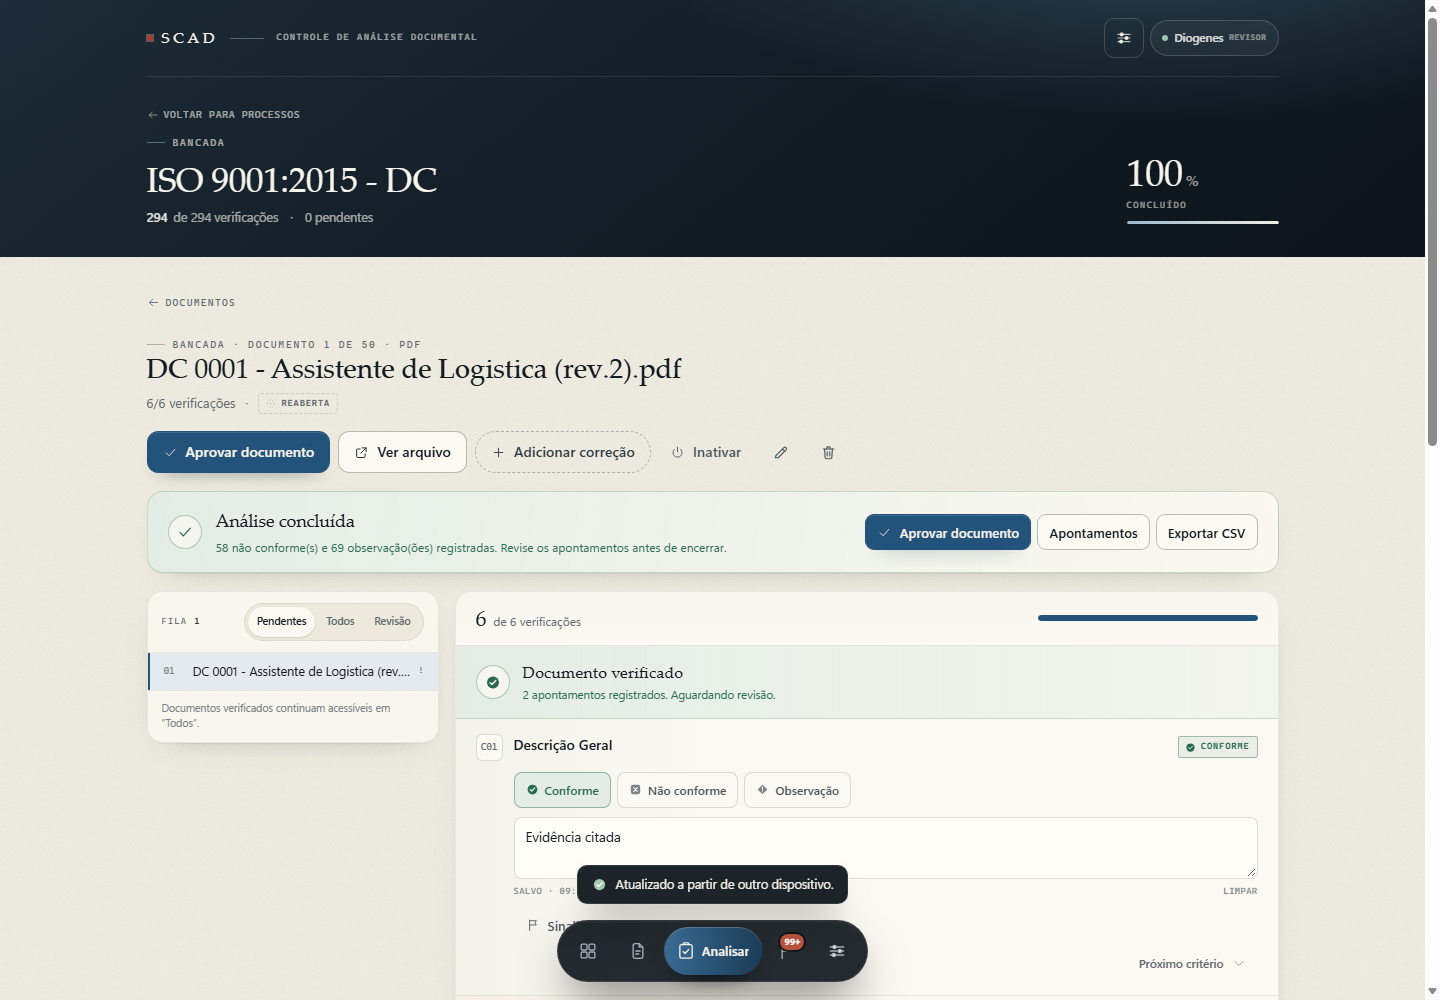 SCAD
CONTROLE DE ANÁLISE DOCUMENTAL
Diogenes REVISOR
← VOLTAR PARA PROCESSOS
BANCADA
ISO 9001:2015 - DC
294 de 294 verificações · 0 pendentes
100 %
CONCLUÍDO
← DOCUMENTOS
BANCADA · DOCUMENTO 1 DE 50 · PDF
DC 0001 - Assistente de Logistica (rev.2).pdf
6/6 verificações · REABERTA
Aprovar documento
Ver arquivo
Adicionar correção
Inativar
Análise concluída
58 não conforme(s) e 69 observação(ões) registradas. Revise os apontamentos antes de encerrar.
Aprovar documento
Apontamentos
Exportar CSV
FILA 1
Pendentes
Todos
Revisão
01 DC 0001 - Assistente de Logistica (rev.... !
Documentos verificados continuam acessíveis em
"Todos".
6 de 6 verificações
Documento verificado
2 apontamentos registrados. Aguardando revisão.
C01 Descrição Geral
CONFORME
Conforme
Não conforme
Observação
Evidência citada
SALVO · 09:
LIMPAR
Atualizado a partir de outro dispositivo.
Analisar
99+
Próximo critério